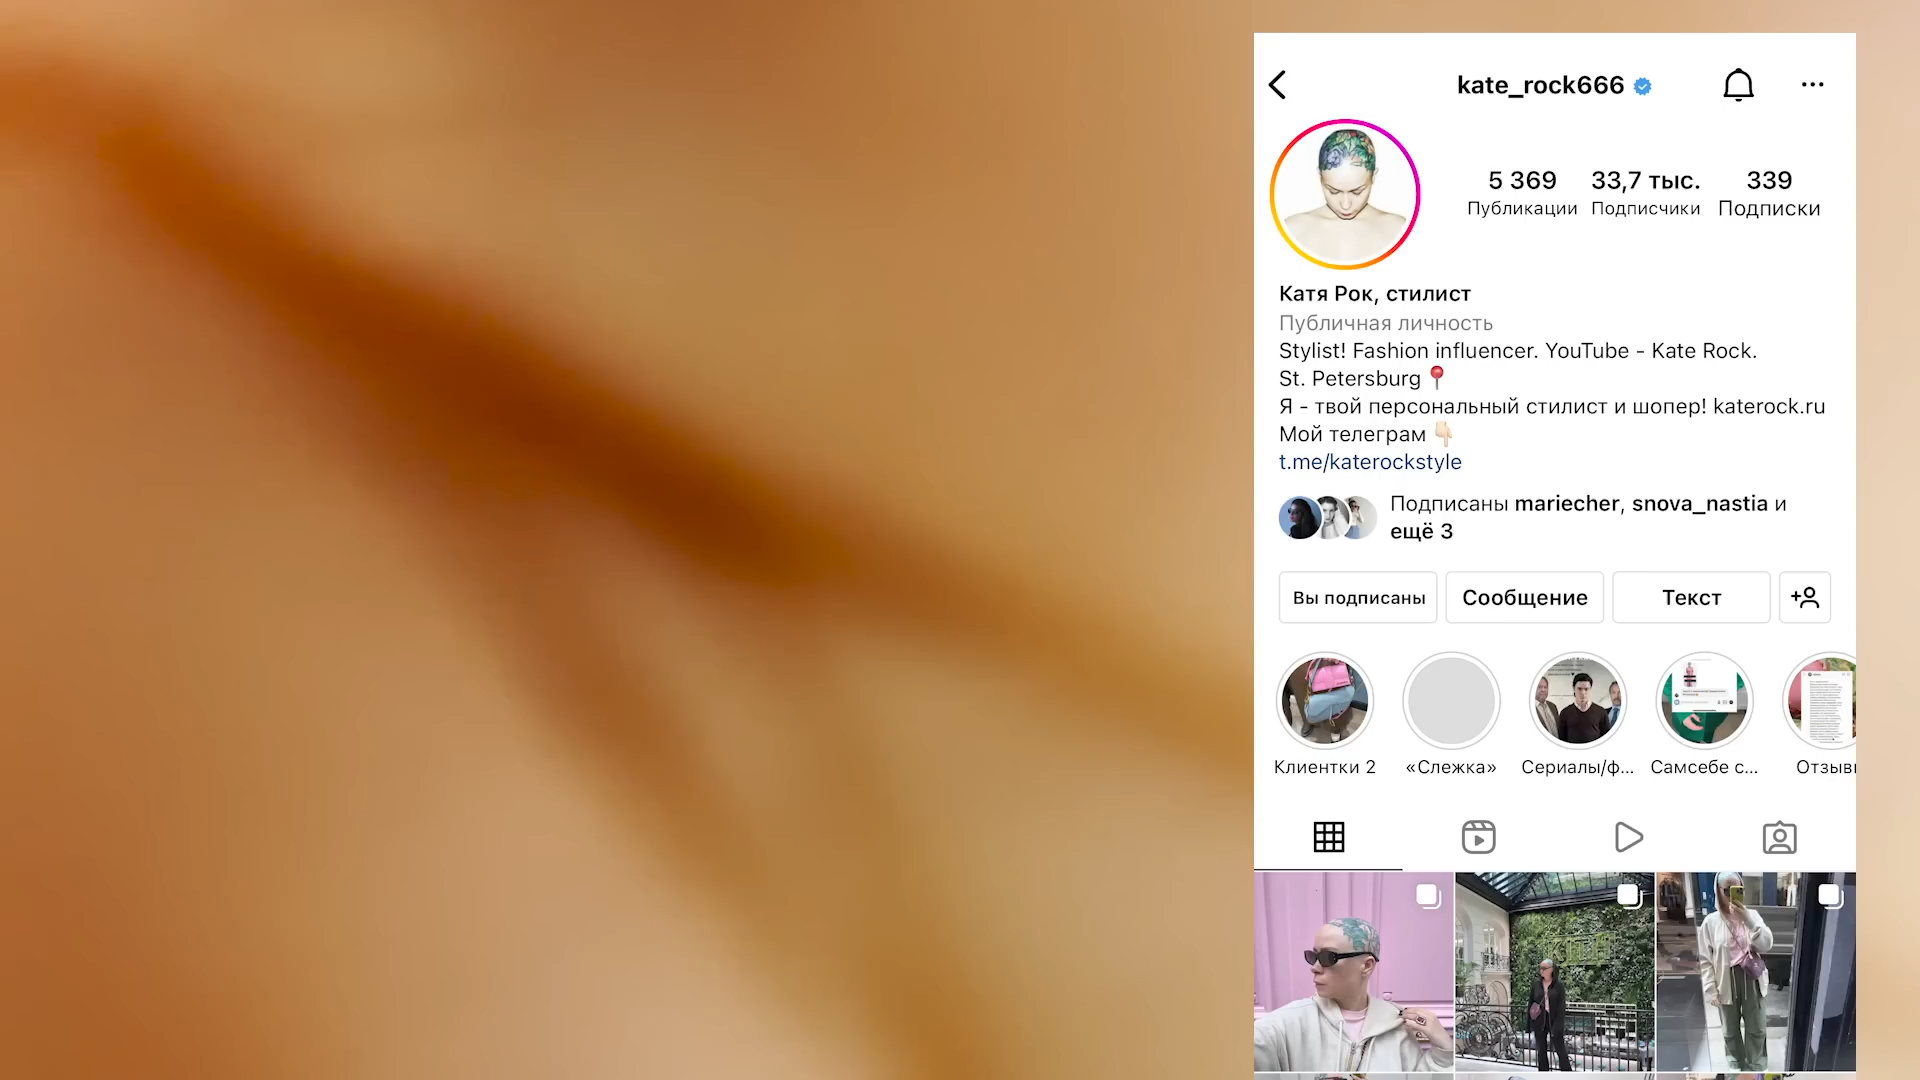 kate_rock666
5 369 33,7 тыс. 339
Публикации Подписчики Подписки
Катя Рок, стилист
Публичная личность
Stylist! Fashion influencer. YouTube - Kate Rock.
St. Petersburg
Я - твой персональный стилист и шопер! katerock.ru
Мой телеграм
t.me/katerockstyle
Подписаны mariecher, snova_nastia и
ещё 3
Вы подписаны Сообщение Текст
Клиентки 2 «Слежка» Сериалы/ф... Самсебе с... Отзывы